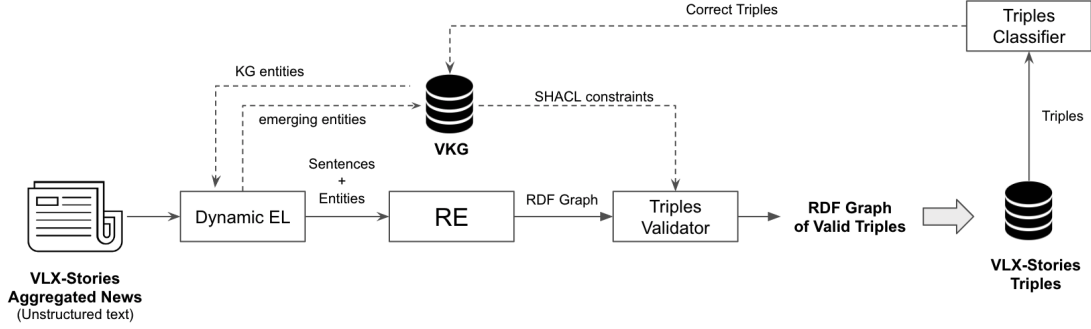 Correct Triples
Triples
Classifier
KG entities
emerging entities
SHACL constraints
VKG
Triples
Sentences
+
Entities
Dynamic EL
RE
RDF Graph
Triples
Validator
RDF Graph
of Valid Triples
VLX-Stories
Triples
VLX-Stories
Aggregated News
(Unstructured text)